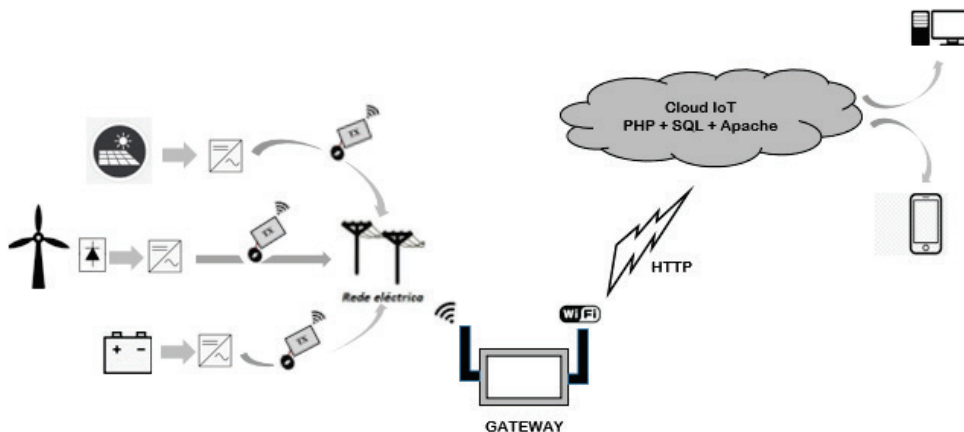 Cloud IoT
PHP + SQL + Apache
TX
TX
Rede eléctrica
HTTP
TX
WiFi
GATEWAY